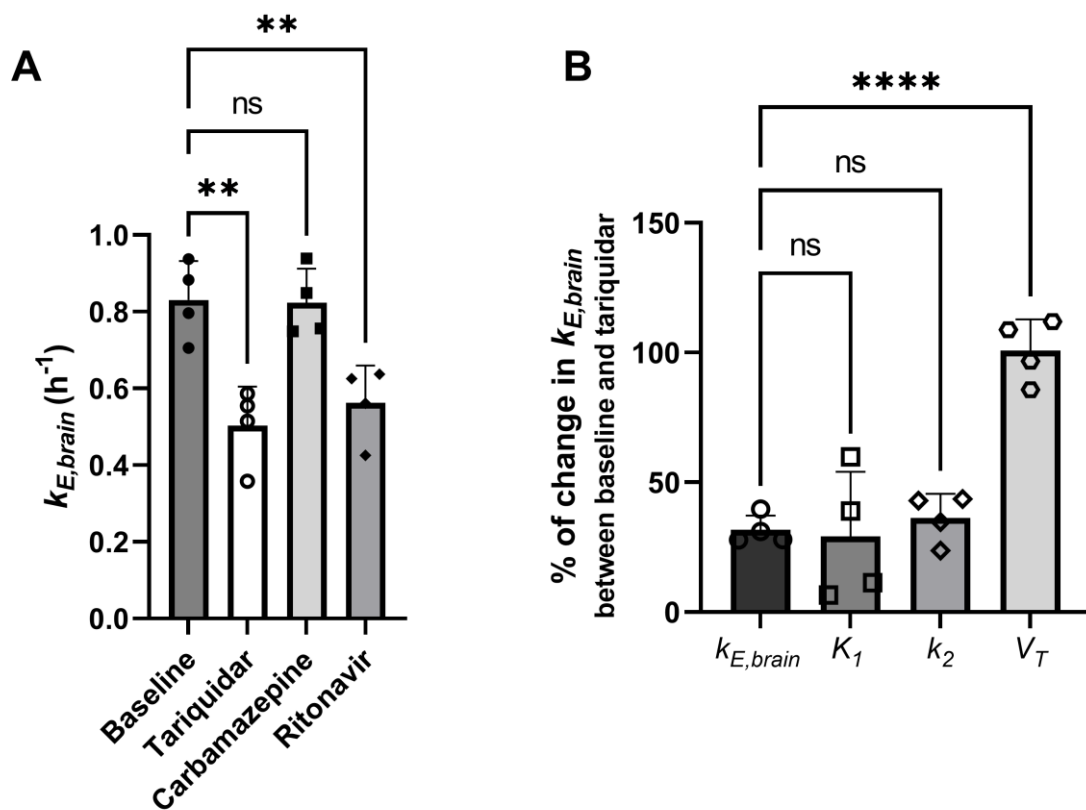 A
**
ns
**
k_E,brain (h⁻¹)
1.0
0.8
0.6
0.4
0.2
0.0
Baseline
Tariquidar
Carbamazepine
Ritonavir
B
****
ns
ns
% of change in k_E,brain
between baseline and tariquidar
150
100
50
0
k_E,brain
K_1
k_2
V_T